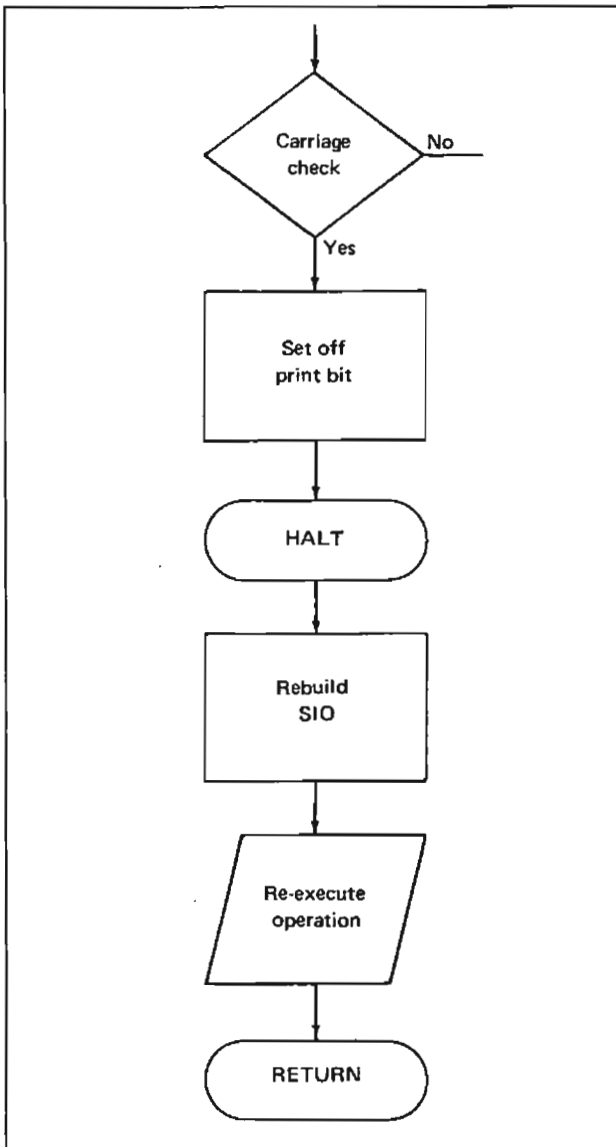 Carriage
check
No
Yes
Set off
print bit
HALT
Rebuild
SIO
Re-execute
operation
RETURN